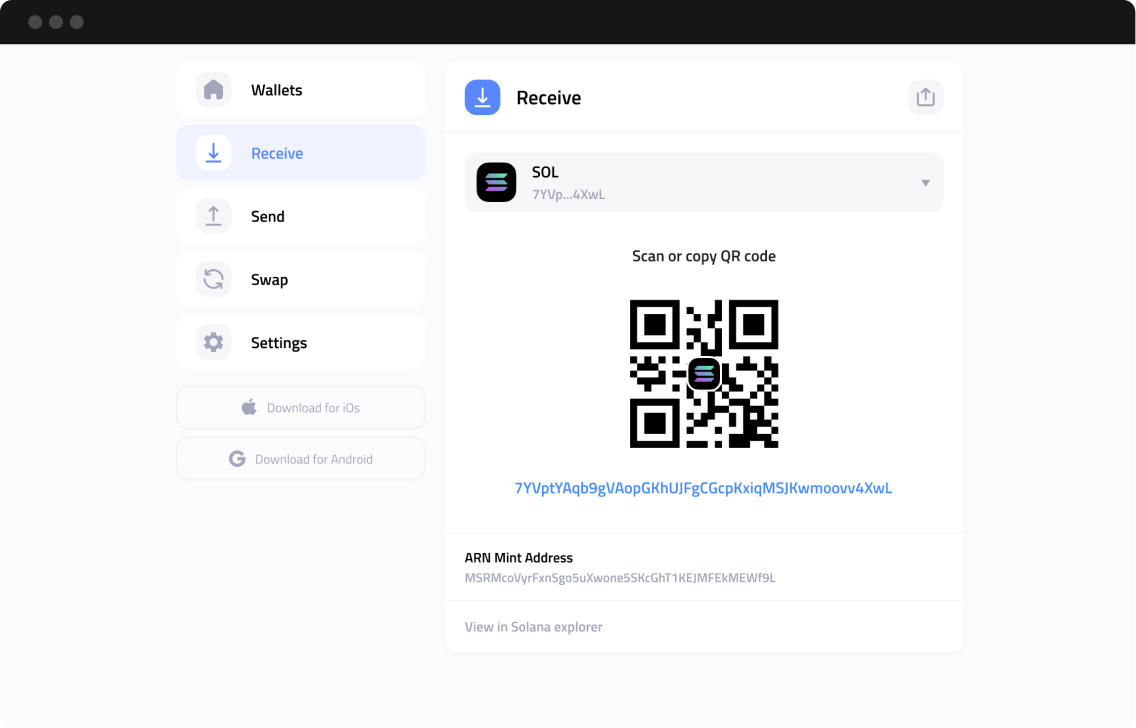 Wallets
Receive
Send
Swap
Settings
Download for iOs
Download for Android
Receive
SOL
7YVp...4XwL
Scan or copy QR code
7YVptYAqb9gVAopGKhUJFgCGcpKxiqMSJKwmoovv4XwL
ARN Mint Address
MSRMcoVyrFxnSgo5uXwone5SKcGhT1KEJMFEkMEWf9L
View in Solana explorer